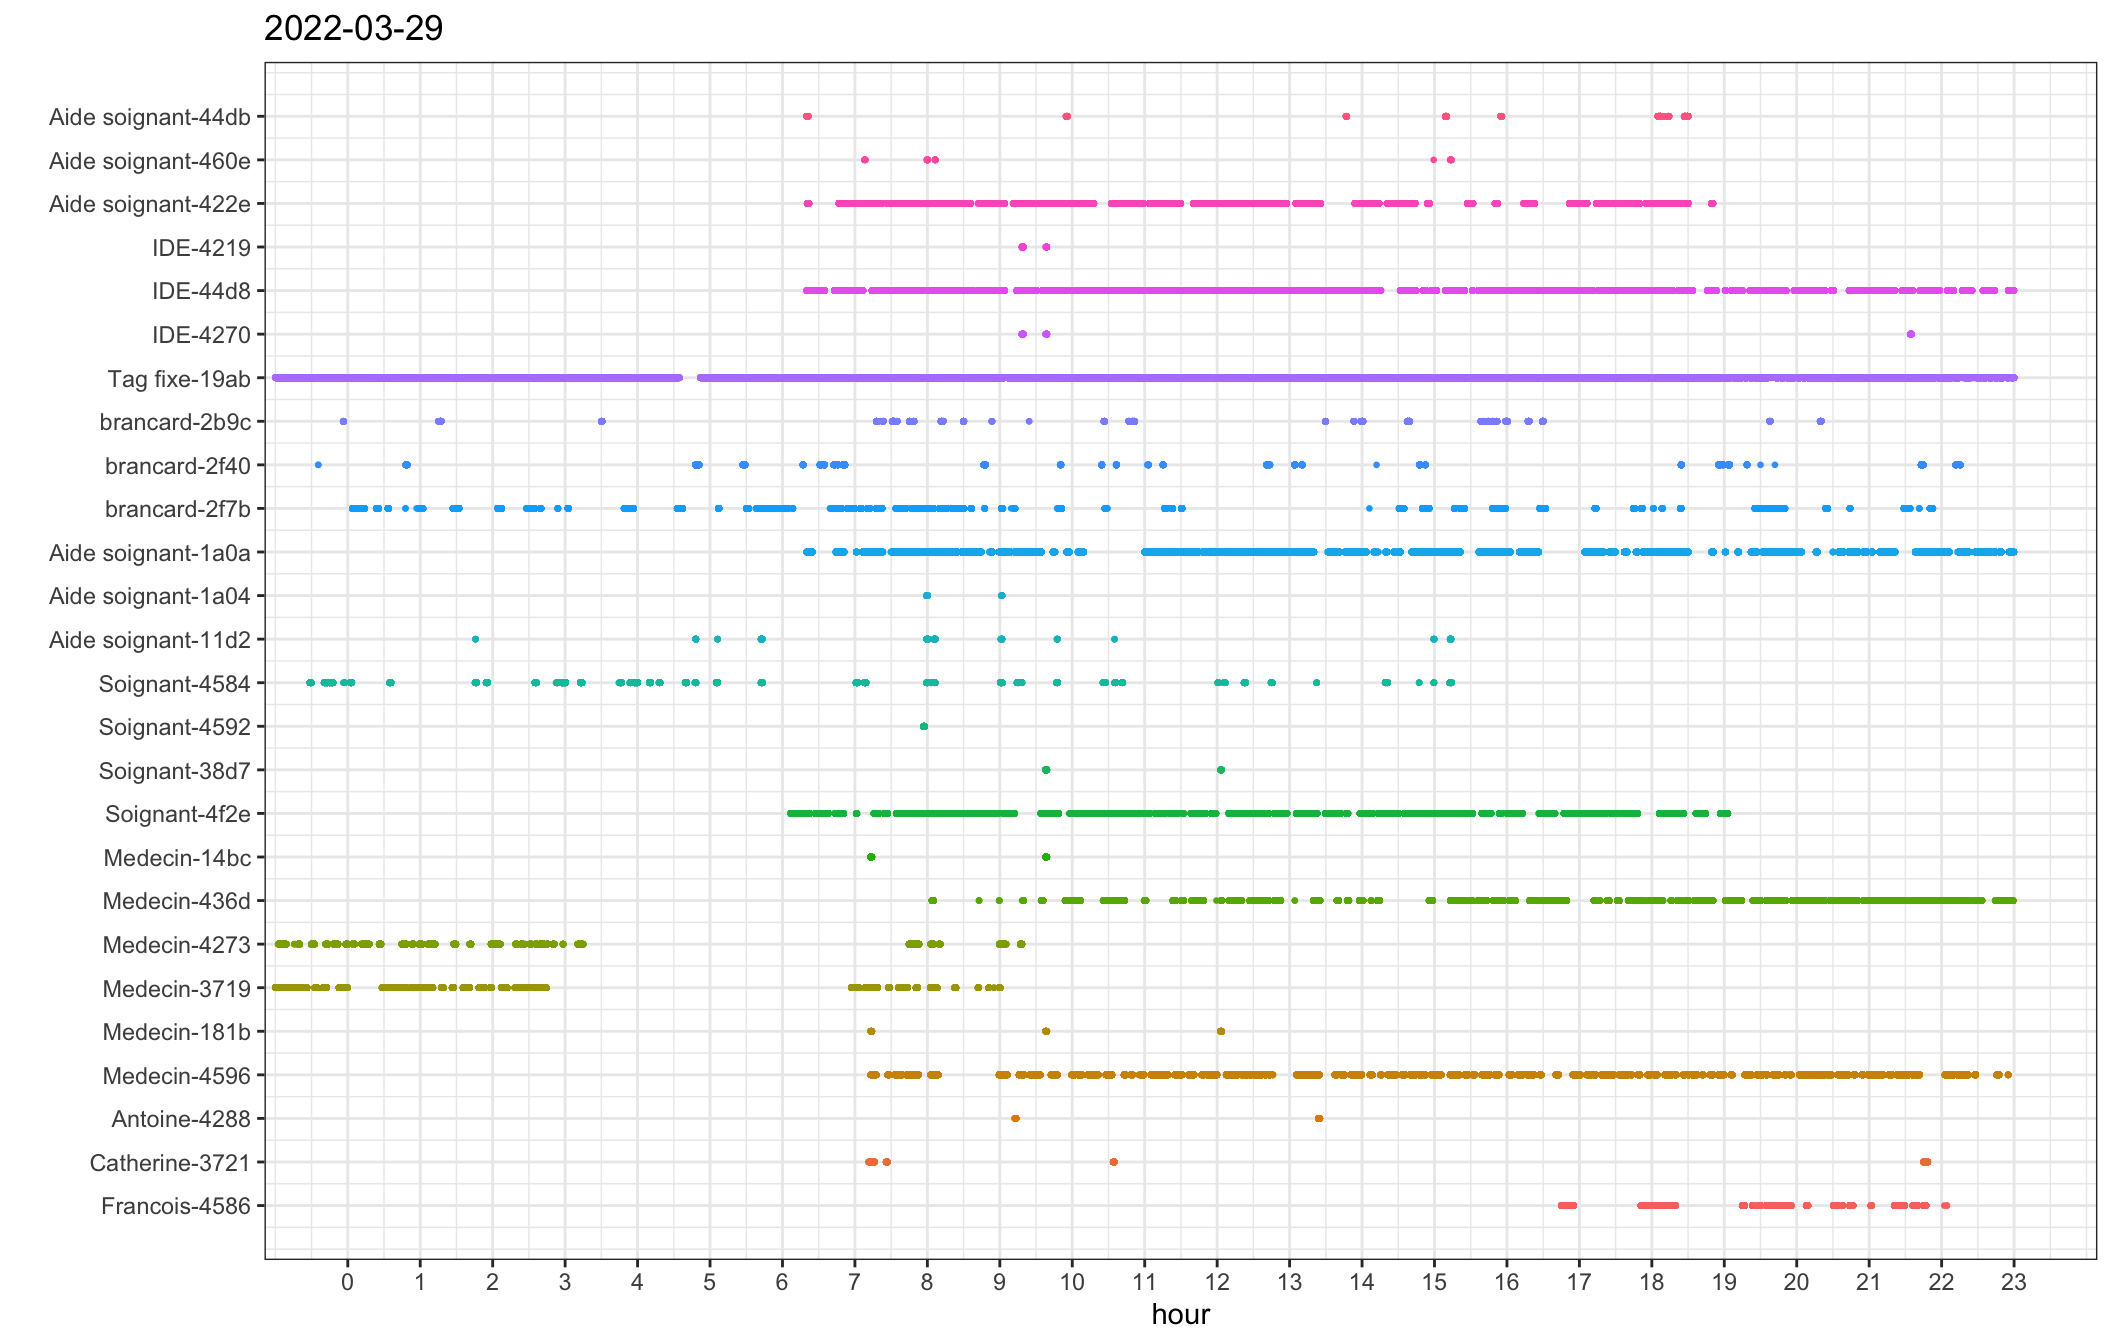 2022-03-29
Aide soignant-44db
Aide soignant-460e
Aide soignant-422e
IDE-4219
IDE-44d8
IDE-4270
Tag fixe-19ab
brancard-2b9c
brancard-2f40
brancard-2f7b
Aide soignant-1a0a
Aide soignant-1a04
Aide soignant-11d2
Soignant-4584
Soignant-4592
Soignant-38d7
Soignant-4f2e
Medecin-14bc
Medecin-436d
Medecin-4273
Medecin-3719
Medecin-181b
Medecin-4596
Antoine-4288
Catherine-3721
Francois-4586
0 1 2 3 4 5 6 7 8 9 10 11 12 13 14 15 16 17 18 19 20 21 22 23
hour